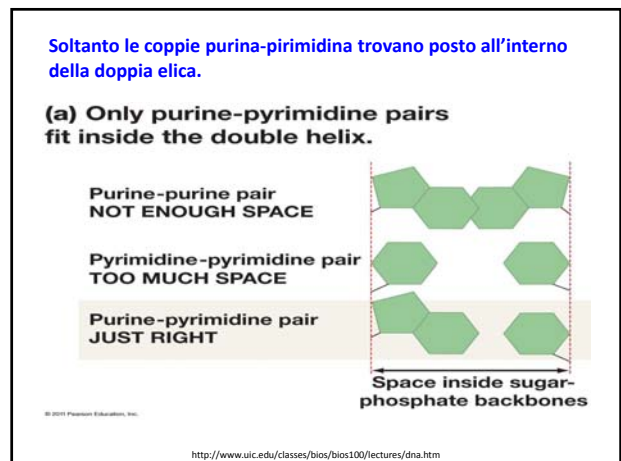 Soltanto le coppie purina-pirimidina trovano posto all’interno
della doppia elica.
(a) Only purine-pyrimidine pairs
fit inside the double helix.
Purine-purine pair
NOT ENOUGH SPACE
Pyrimidine-pyrimidine pair
TOO MUCH SPACE
Purine-pyrimidine pair
JUST RIGHT
Space inside sugar-
phosphate backbones
© 2011 Pearson Education, Inc.
http://www.uic.edu/classes/bios/bios100/lectures/dna.htm